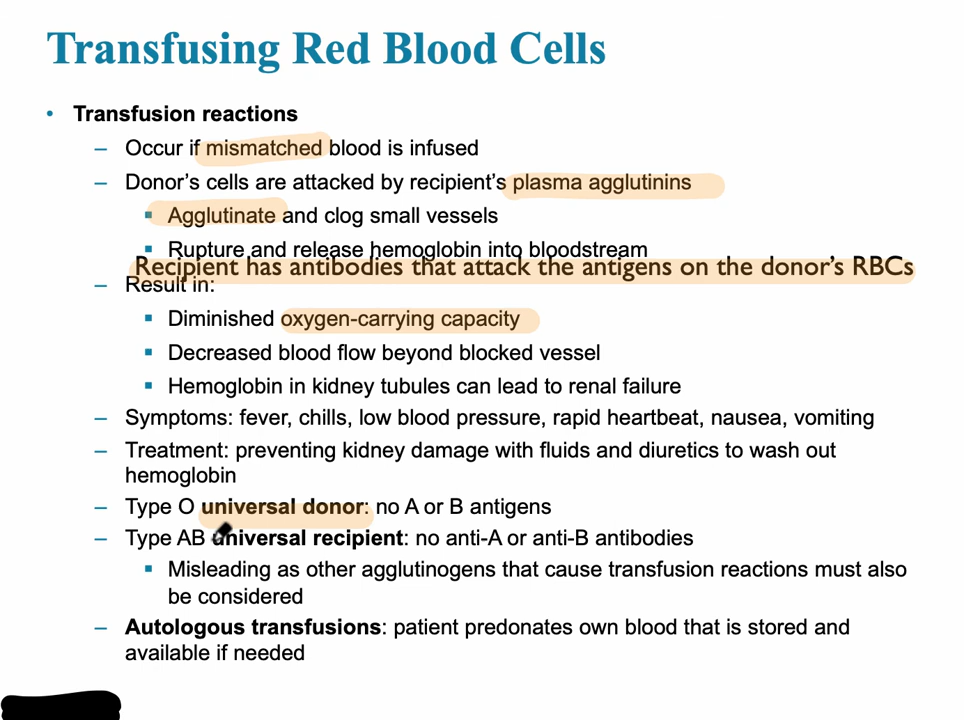 Transfusing Red Blood Cells
• Transfusion reactions
– Occur if mismatched blood is infused
– Donor’s cells are attacked by recipient’s plasma agglutinins
▪ Agglutinate and clog small vessels
▪ Rupture and release hemoglobin into bloodstream
Recipient has antibodies that attack the antigens on the donor’s RBCs
– Result in:
▪ Diminished oxygen-carrying capacity
▪ Decreased blood flow beyond blocked vessel
▪ Hemoglobin in kidney tubules can lead to renal failure
– Symptoms: fever, chills, low blood pressure, rapid heartbeat, nausea, vomiting
– Treatment: preventing kidney damage with fluids and diuretics to wash out
hemoglobin
– Type O universal donor: no A or B antigens
– Type AB universal recipient: no anti-A or anti-B antibodies
▪ Misleading as other agglutinogens that cause transfusion reactions must also
be considered
– Autologous transfusions: patient predonates own blood that is stored and
available if needed